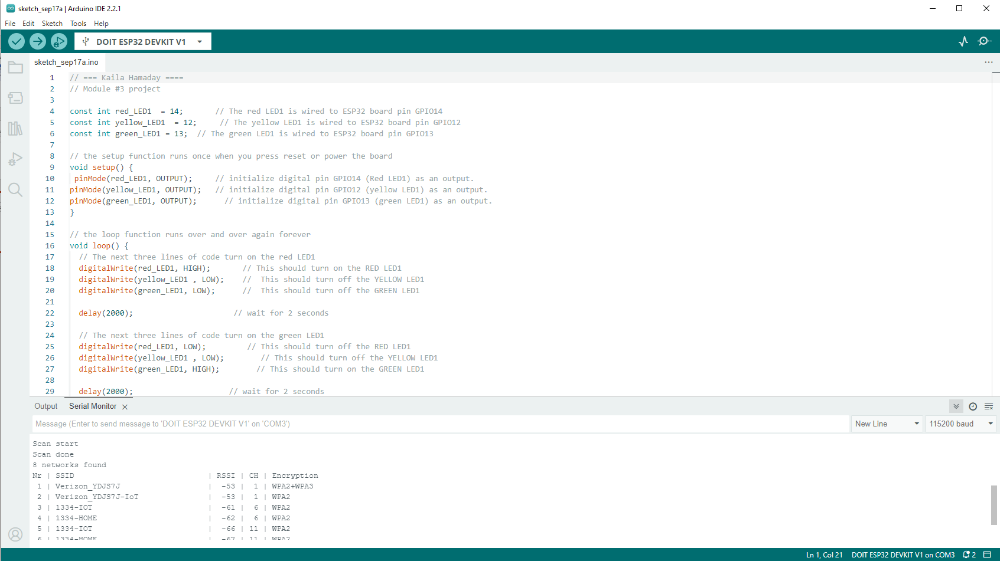 sketch_sep17a | Arduino IDE 2.2.1
File Edit Sketch Tools Help
DOIT ESP32 DEVKIT V1
sketch_sep17a.ino
1 // === Kaila Hamaday ====
2 // Module #3 project
3
4 const int red_LED1  = 14;       // The red LED1 is wired to ESP32 board pin GPIO14
5 const int yellow_LED1  = 12;     // The yellow LED1 is wired to ESP32 board pin GPIO12
6 const int green_LED1 = 13;  // The green LED1 is wired to ESP32 board pin GPIO13
7
8 // the setup function runs once when you press reset or power the board
9 void setup() {
10  pinMode(red_LED1, OUTPUT);     // initialize digital pin GPIO14 (Red LED1) as an output.
11 pinMode(yellow_LED1, OUTPUT);   // initialize digital pin GPIO12 (yellow LED1) as an output.
12 pinMode(green_LED1, OUTPUT);      // initialize digital pin GPIO13 (green LED1) as an output.
13 }
14
15 // the loop function runs over and over again forever
16 void loop() {
17   // The next three lines of code turn on the red LED1
18   digitalWrite(red_LED1, HIGH);       // This should turn on the RED LED1
19   digitalWrite(yellow_LED1 , LOW);    //  This should turn off the YELLOW LED1
20   digitalWrite(green_LED1, LOW);      //  This should turn off the GREEN LED1
21
22   delay(2000);                      // wait for 2 seconds
23
24   // The next three lines of code turn on the green LED1
25   digitalWrite(red_LED1, LOW);         // This should turn off the RED LED1
26   digitalWrite(yellow_LED1 , LOW);        // This should turn off the YELLOW LED1
27   digitalWrite(green_LED1, HIGH);        // This should turn on the GREEN LED1
28
29   delay(2000);                     // wait for 2 seconds
Output Serial Monitor
Message (Enter to send message to 'DOIT ESP32 DEVKIT V1' on 'COM3') New Line 115200 baud
Scan start
Scan done
8 networks found
Nr | SSID                             | RSSI | CH | Encryption
 1 | Verizon_YDJS7J                   |  -53 |  1 | WPA2+WPA3
 2 | Verizon_YDJS7J-IoT               |  -53 |  1 | WPA2
 3 | 1334-IOT                         |  -61 |  6 | WPA2
 4 | 1334-HOME                        |  -62 |  6 | WPA2
 5 | 1334-IOT                         |  -66 | 11 | WPA2
 6 | 1334-HOME                        |  -67 | 11 | WPA2
Ln 1, Col 21 DOIT ESP32 DEVKIT V1 on COM3 2